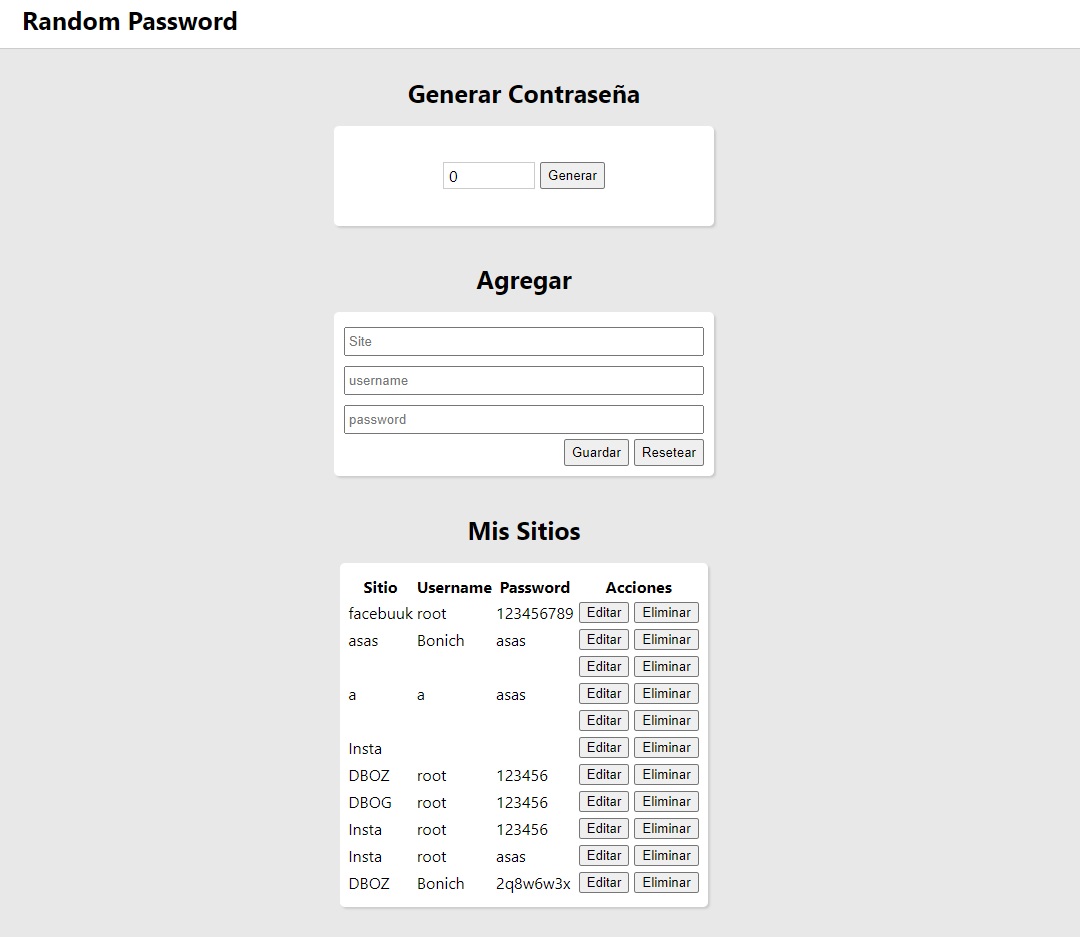 Random Password
Generar Contraseña
0 Generar
Agregar
Site
username
password
Guardar Resetear
Mis Sitios
Sitio Username Password Acciones
facebuuk root 123456789 Editar Eliminar
asas Bonich asas Editar Eliminar
Editar Eliminar
a a asas Editar Eliminar
Editar Eliminar
Insta Editar Eliminar
DBOZ root 123456 Editar Eliminar
DBOG root 123456 Editar Eliminar
Insta root 123456 Editar Eliminar
Insta root asas Editar Eliminar
DBOZ Bonich 2q8w6w3x Editar Eliminar